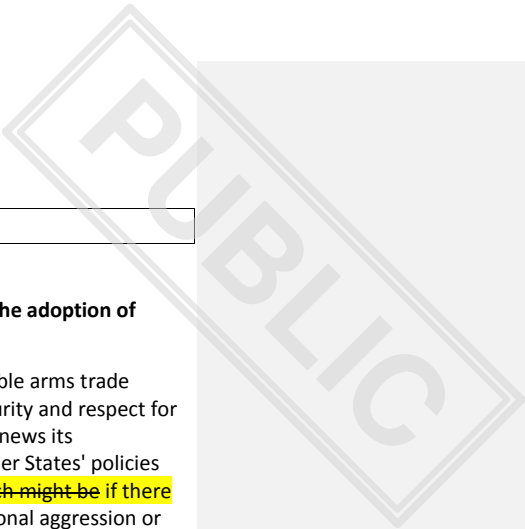 PUBLIC
he adoption of
ble arms trade
urity and respect for
news its
er States' policies
ch might be if there
onal aggression or